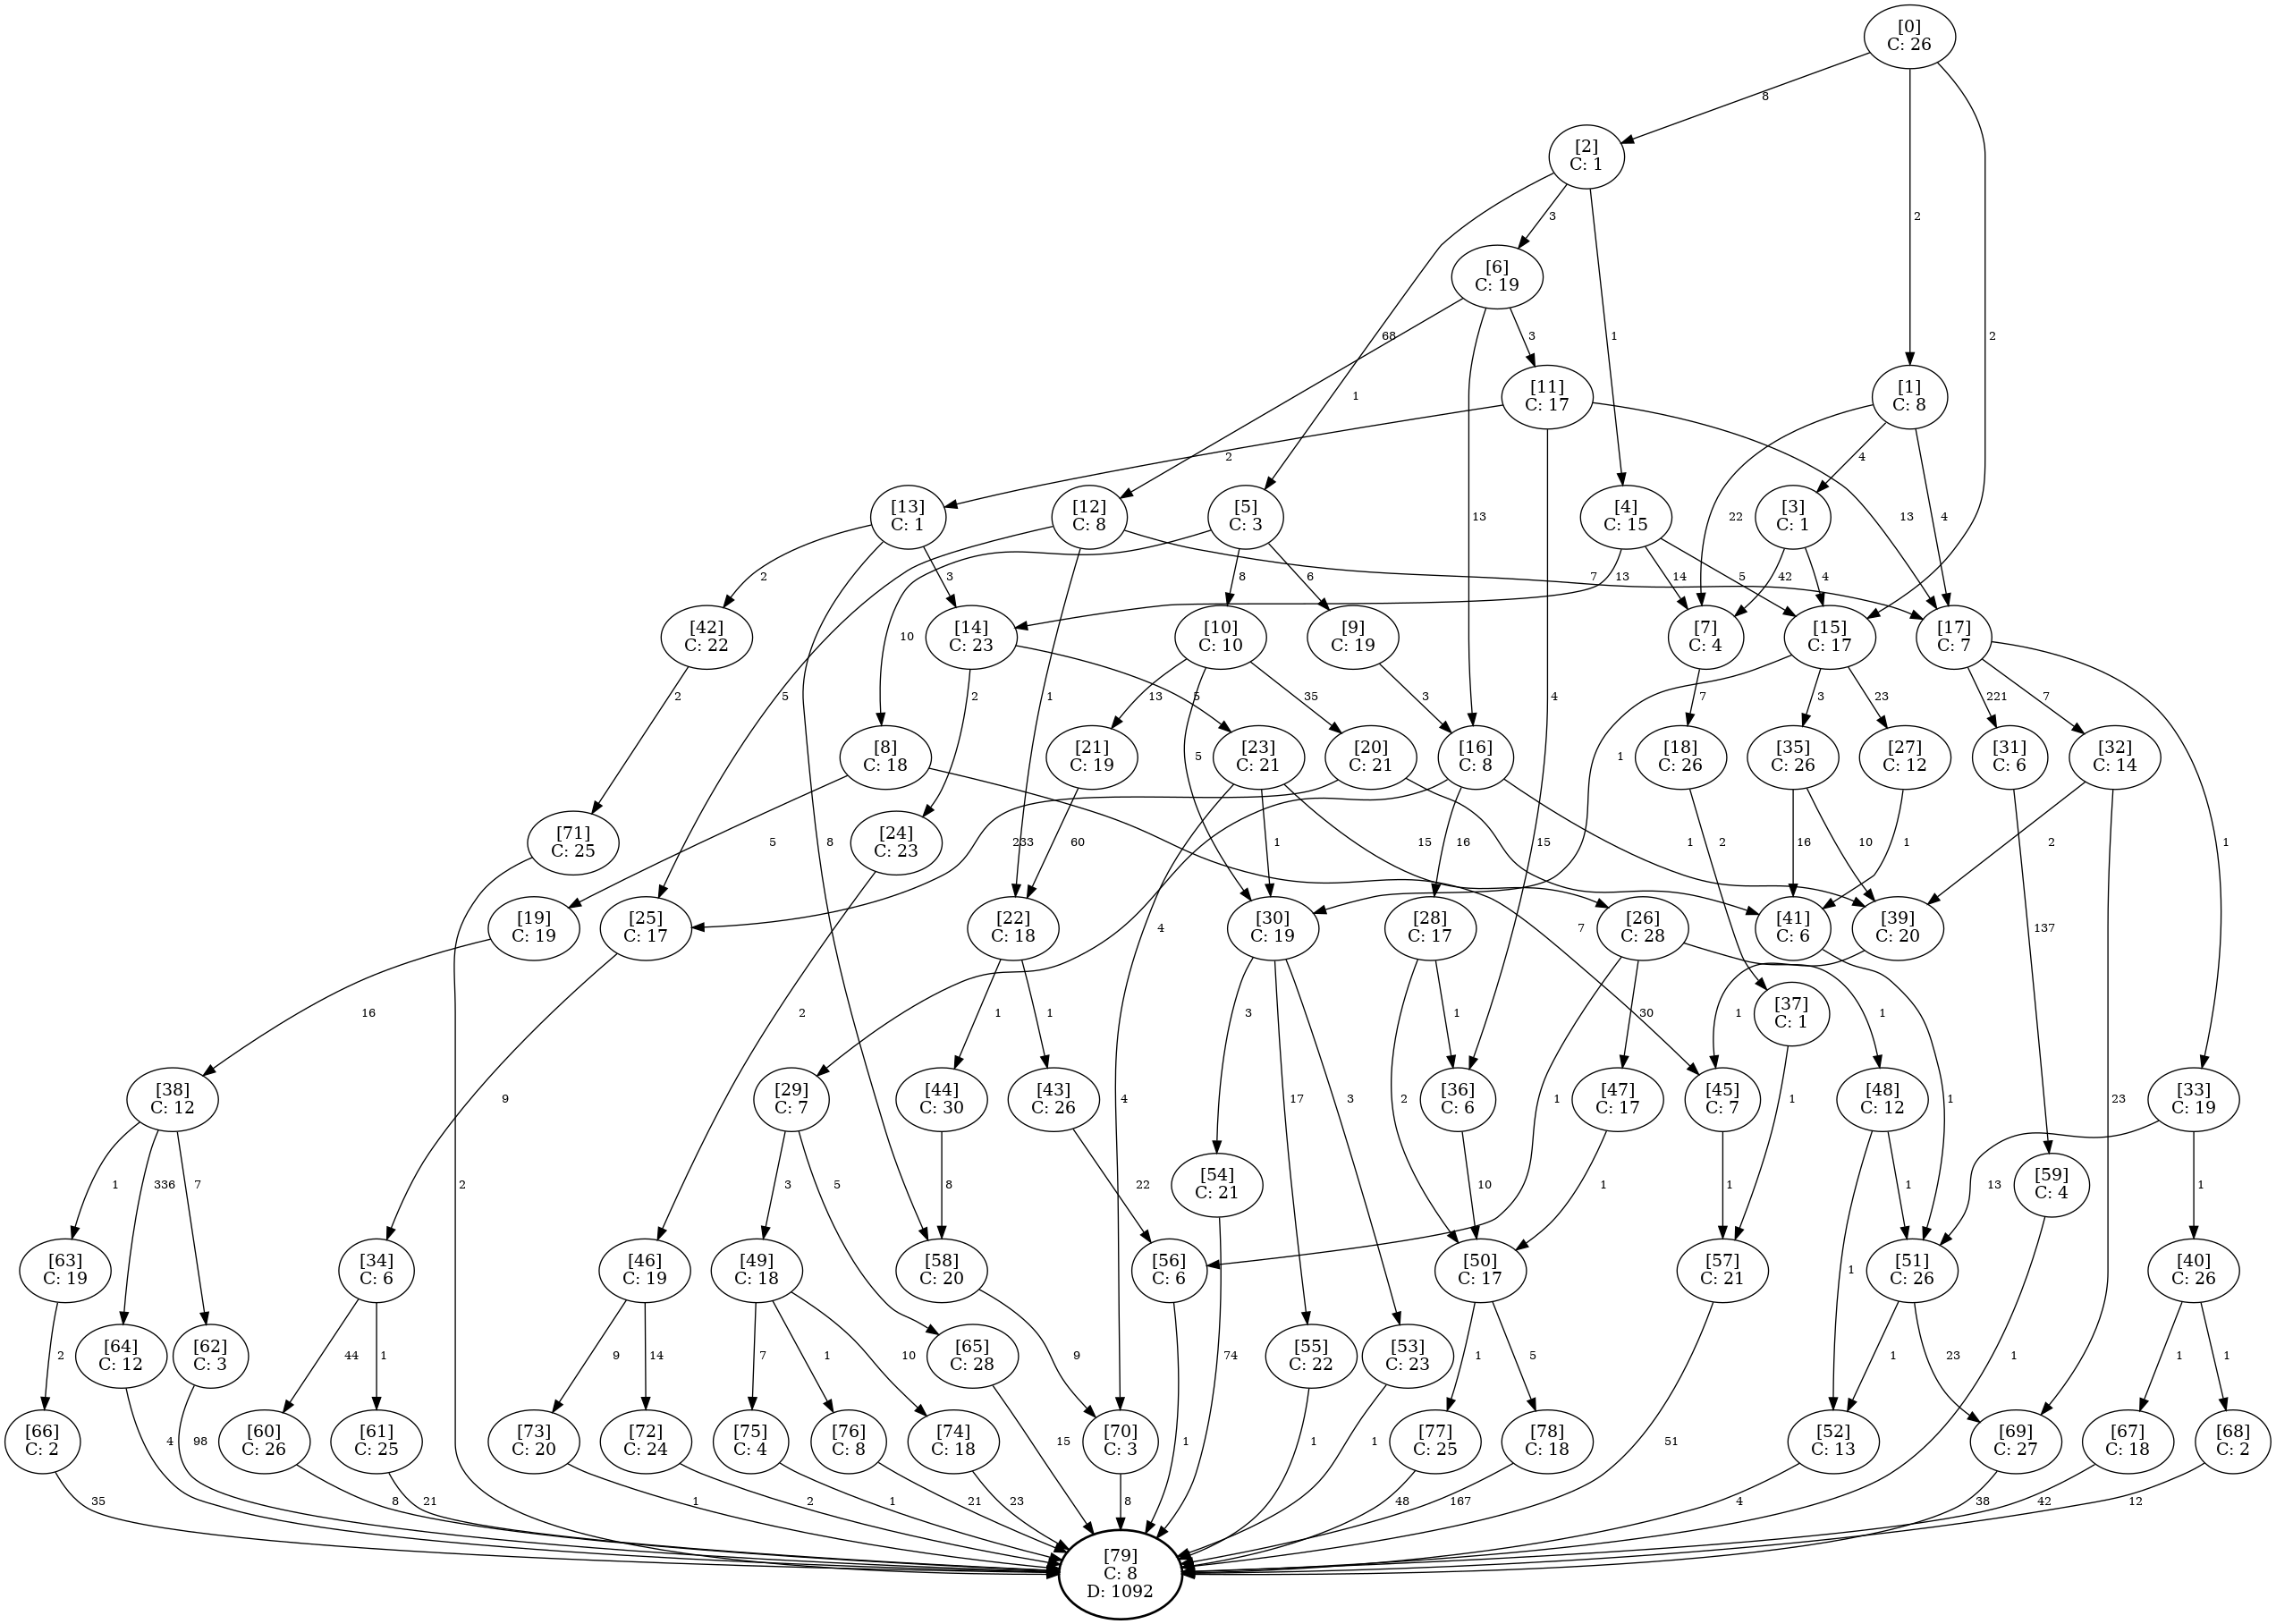 [0]
C: 26
8
2
2
[2]
C: 1
3
1
1
[6]
C: 19
68
13
3
[11]
C: 17
2
4
13
[1]
C: 8
22
4
4
[13]
C: 1
2
8
3
[12]
C: 8
5
1
7
[5]
C: 3
10
8
6
[4]
C: 15
13
14
5
[3]
C: 1
42
4
[42]
C: 22
2
[14]
C: 23
2
5
[10]
C: 10
13
5
35
[9]
C: 19
3
[7]
C: 4
7
[15]
C: 17
1
3
23
[17]
C: 7
221
7
1
[8]
C: 18
5
7
[21]
C: 19
60
[23]
C: 21
4
1
15
[20]
C: 21
233
15
[16]
C: 8
4
16
1
[18]
C: 26
2
[35]
C: 26
16
10
[27]
C: 12
1
[31]
C: 6
137
[32]
C: 14
2
23
[71]
C: 25
2
[24]
C: 23
2
[19]
C: 19
16
[25]
C: 17
9
[22]
C: 18
1
1
[30]
C: 19
3
17
3
[28]
C: 17
2
1
[26]
C: 28
1
30
1
[41]
C: 6
1
[39]
C: 20
1
[37]
C: 1
1
[38]
C: 12
1
336
7
[29]
C: 7
3
5
[44]
C: 30
8
[43]
C: 26
22
[36]
C: 6
10
[47]
C: 17
1
[45]
C: 7
1
[48]
C: 12
1
1
[33]
C: 19
13
1
[54]
C: 21
74
[59]
C: 4
1
[63]
C: 19
2
[34]
C: 6
44
1
[46]
C: 19
9
14
[49]
C: 18
7
1
10
[58]
C: 20
9
[56]
C: 6
1
[50]
C: 17
1
5
[57]
C: 21
51
[51]
C: 26
1
23
[40]
C: 26
1
1
[64]
C: 12
4
[62]
C: 3
98
[65]
C: 28
15
[55]
C: 22
1
[53]
C: 23
1
[66]
C: 2
35
[60]
C: 26
8
[61]
C: 25
21
[73]
C: 20
1
[72]
C: 24
2
[75]
C: 4
1
[76]
C: 8
21
[74]
C: 18
23
[70]
C: 3
8
[77]
C: 25
48
[78]
C: 18
167
[52]
C: 13
4
[69]
C: 27
38
[67]
C: 18
42
[68]
C: 2
12
[79]
C: 8
D: 1092